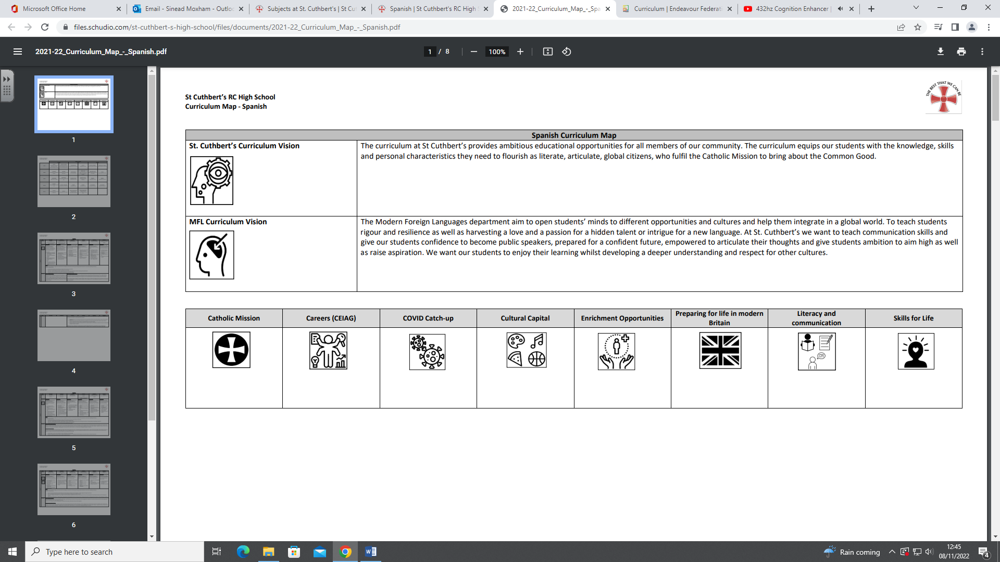 Microsoft Office Home
Email - Sinead Moxham - Outloo
Subjects at St. Cuthbert's | St Cu
Spanish | St Cuthbert's RC High
2021-22_Curriculum_Map_-_Spa
Curriculum | Endeavour Federati
432hz Cognition Enhancer |
files.schudio.com/st-cuthbert-s-high-school/files/documents/2021-22_Curriculum_Map_-_Spanish.pdf
2021-22_Curriculum_Map_-_Spanish.pdf
1 / 8
100%
1
2
3
4
5
6
St Cuthbert's RC High School
Curriculum Map - Spanish
THE BEST THAT WE CAN BE
Spanish Curriculum Map
St. Cuthbert's Curriculum Vision
The curriculum at St Cuthbert's provides ambitious educational opportunities for all members of our community. The curriculum equips our students with the knowledge, skills
and personal characteristics they need to flourish as literate, articulate, global citizens, who fulfil the Catholic Mission to bring about the Common Good.
MFL Curriculum Vision
The Modern Foreign Languages department aim to open students' minds to different opportunities and cultures and help them integrate in a global world. To teach students
rigour and resilience as well as harvesting a love and a passion for a hidden talent or intrigue for a new language. At St. Cuthbert's we want to teach communication skills and
give our students confidence to become public speakers, prepared for a confident future, empowered to articulate their thoughts and give students ambition to aim high as well
as raise aspiration. We want our students to enjoy their learning whilst developing a deeper understanding and respect for other cultures.
Catholic Mission
Careers (CEIAG)
COVID Catch-up
Cultural Capital
Enrichment Opportunities
Preparing for life in modern
Britain
Literacy and
communication
Skills for Life
Type here to search
Rain coming
12:45
08/11/2022
4